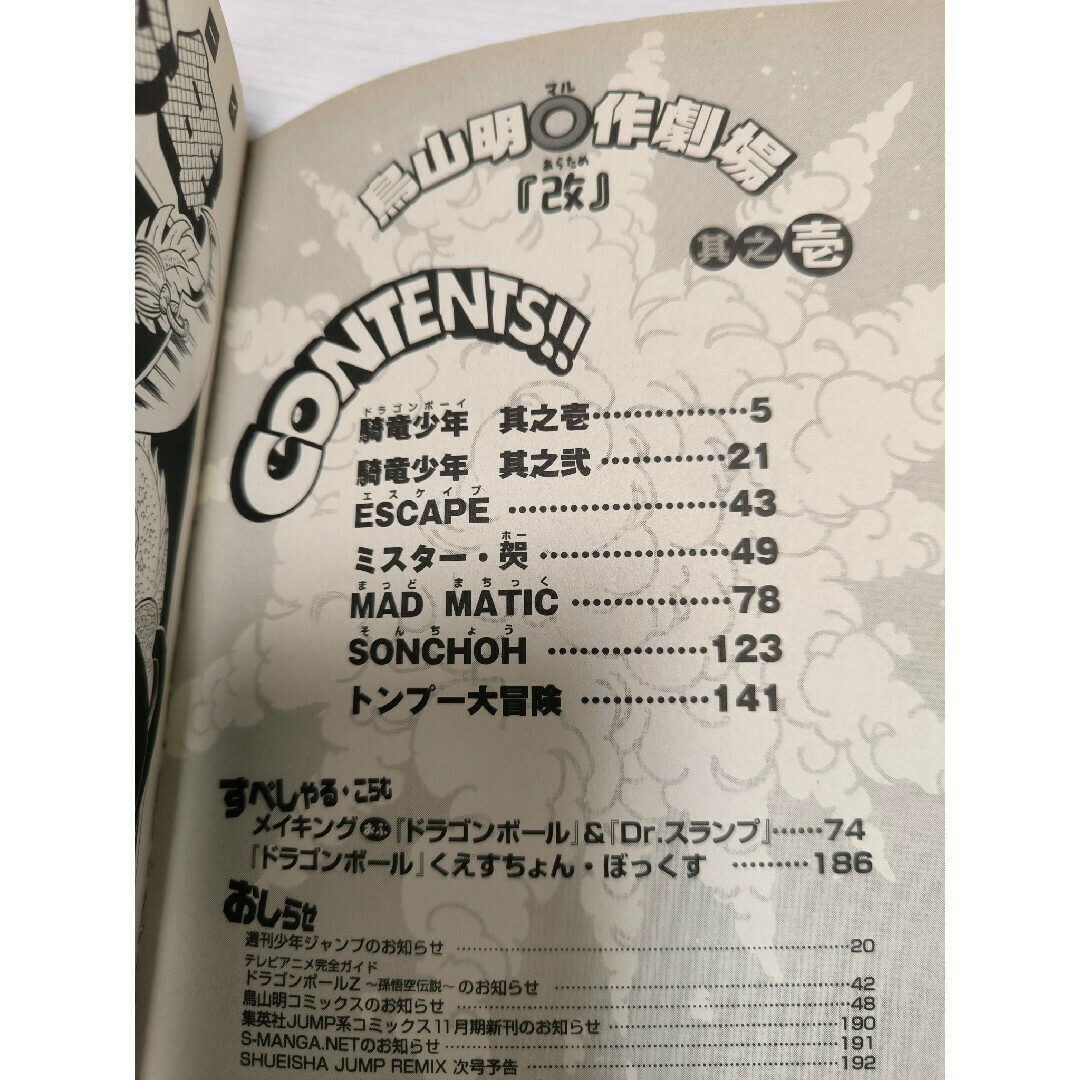 マル
鳥山明○作劇場
あらため
『改』
其之壱
CONTENTS!!
ドラゴンボーイ
騎竜少年 其之壱……………5
騎竜少年 其之弐…………21
エスケイプ
ESCAPE …………………43
ホー
ミスター・㷛………………49
まっど まちっく
MAD MATIC ……………78
そんちょう
SONCHOH ……………123
トンプー大冒険 …………141
すぺしゃる・こらむ
メイキングおぶ『ドラゴンボール』&『Dr.スランプ』……74
『ドラゴンボール』くえすちょん・ぼっくす ………186
おしらせ
週刊少年ジャンプのお知らせ ……………………………20
テレビアニメ完全ガイド
ドラゴンボールZ ~孫悟空伝説~ のお知らせ ……………………42
鳥山明コミックスのお知らせ ……………………………48
集英社JUMP系コミックス11月期新刊のお知らせ ……………190
S-MANGA.NETのお知らせ ……………………………191
SHUEISHA JUMP REMIX 次号予告 ……………………192